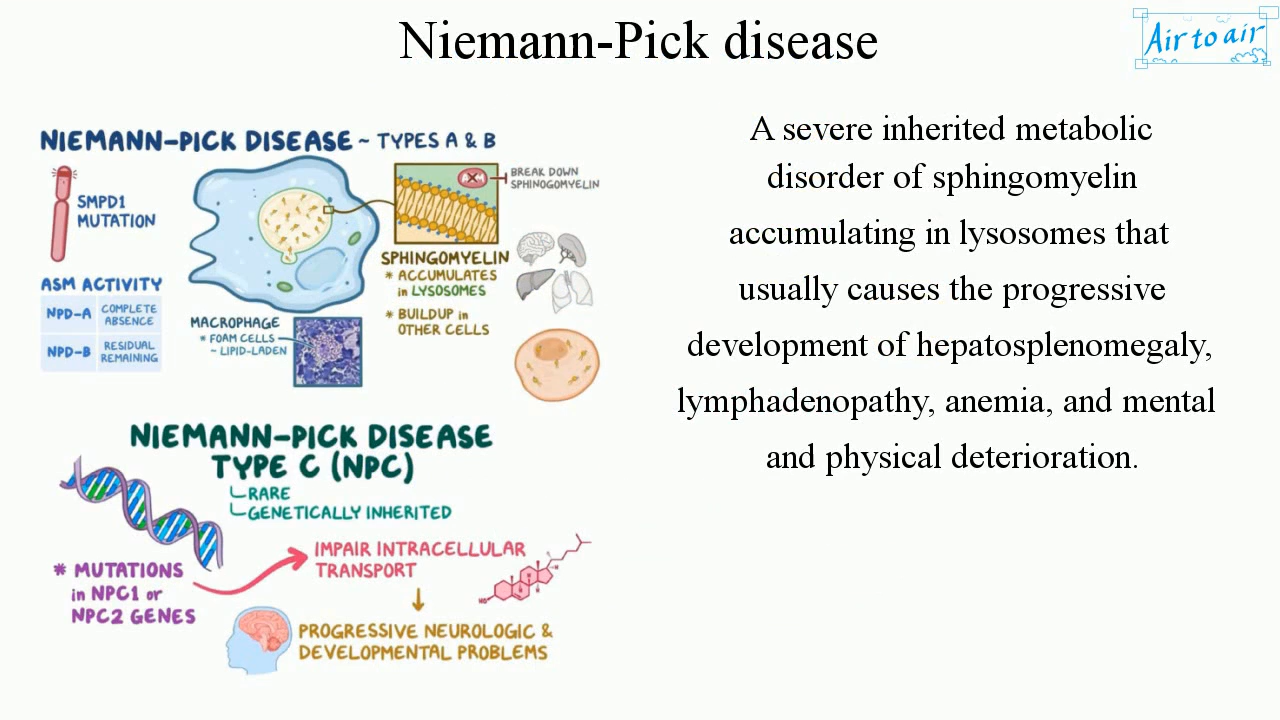 Niemann-Pick disease
Air to air
NIEMANN-PICK DISEASE ~ TYPES A & B
SMPD1
MUTATION
ASM ACTIVITY
NPD-A
COMPLETE
ABSENCE
NPD-B
RESIDUAL
REMAINING
MACROPHAGE
* FOAM CELLS
~ LIPID-LADEN
ASM
BREAK DOWN
SPHINOGOMYELIN
SPHINGOMYELIN
* ACCUMULATES
in LYSOSOMES
* BUILDUP in
OTHER CELLS
NIEMANN-PICK DISEASE
TYPE C (NPC)
RARE
GENETICALLY INHERITED
* MUTATIONS
in NPC1 or
NPC2 GENES
IMPAIR INTRACELLULAR
TRANSPORT
HO
H
H
PROGRESSIVE NEUROLOGIC &
DEVELOPMENTAL PROBLEMS
A severe inherited metabolic
disorder of sphingomyelin
accumulating in lysosomes that
usually causes the progressive
development of hepatosplenomegaly,
lymphadenopathy, anemia, and mental
and physical deterioration.